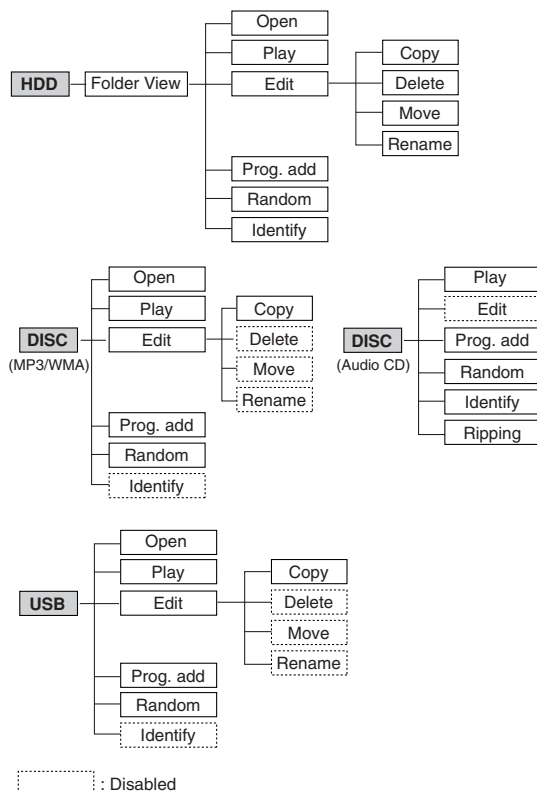 Open
Play
Copy
HDD Folder View Edit Delete
Move
Rename
Prog. add
Random
Identify
Open
Play
Copy
DISC Edit Delete
(MP3/WMA) Move
Rename
Prog. add
Random
Identify
Play
Edit
DISC Prog. add
(Audio CD) Random
Identify
Ripping
Open
Play
Copy
USB Edit Delete
Move
Rename
Prog. add
Random
Identify
: Disabled